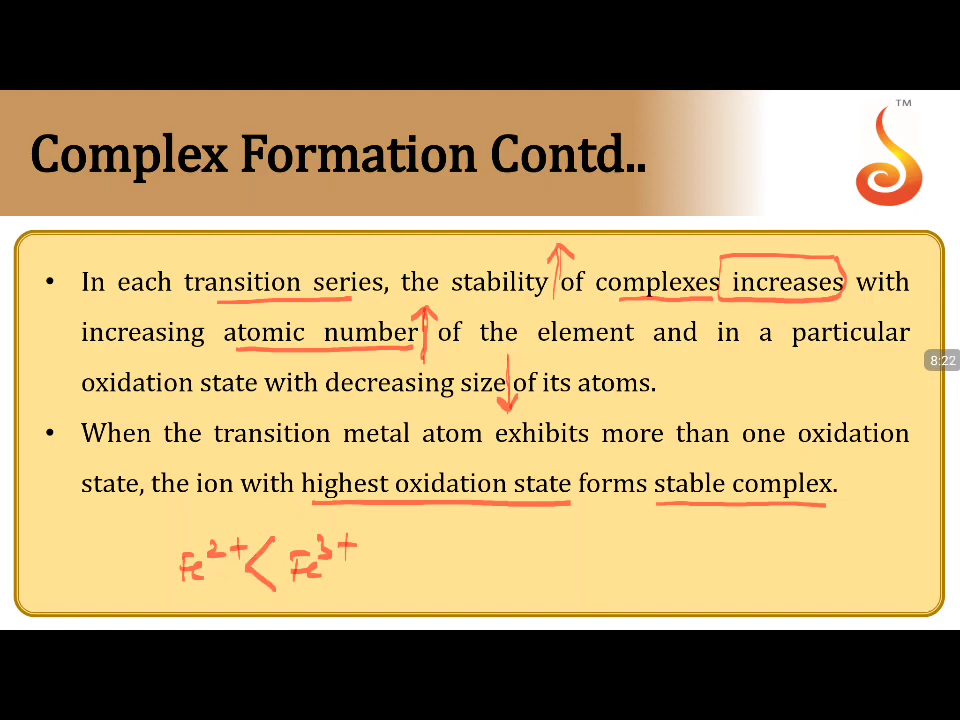 TM
Complex Formation Contd..
• In each transition series, the stability of complexes increases with
increasing atomic number of the element and in a particular
oxidation state with decreasing size of its atoms.
• When the transition metal atom exhibits more than one oxidation
state, the ion with highest oxidation state forms stable complex.
Fe²⁺ < Fe³⁺
8:22